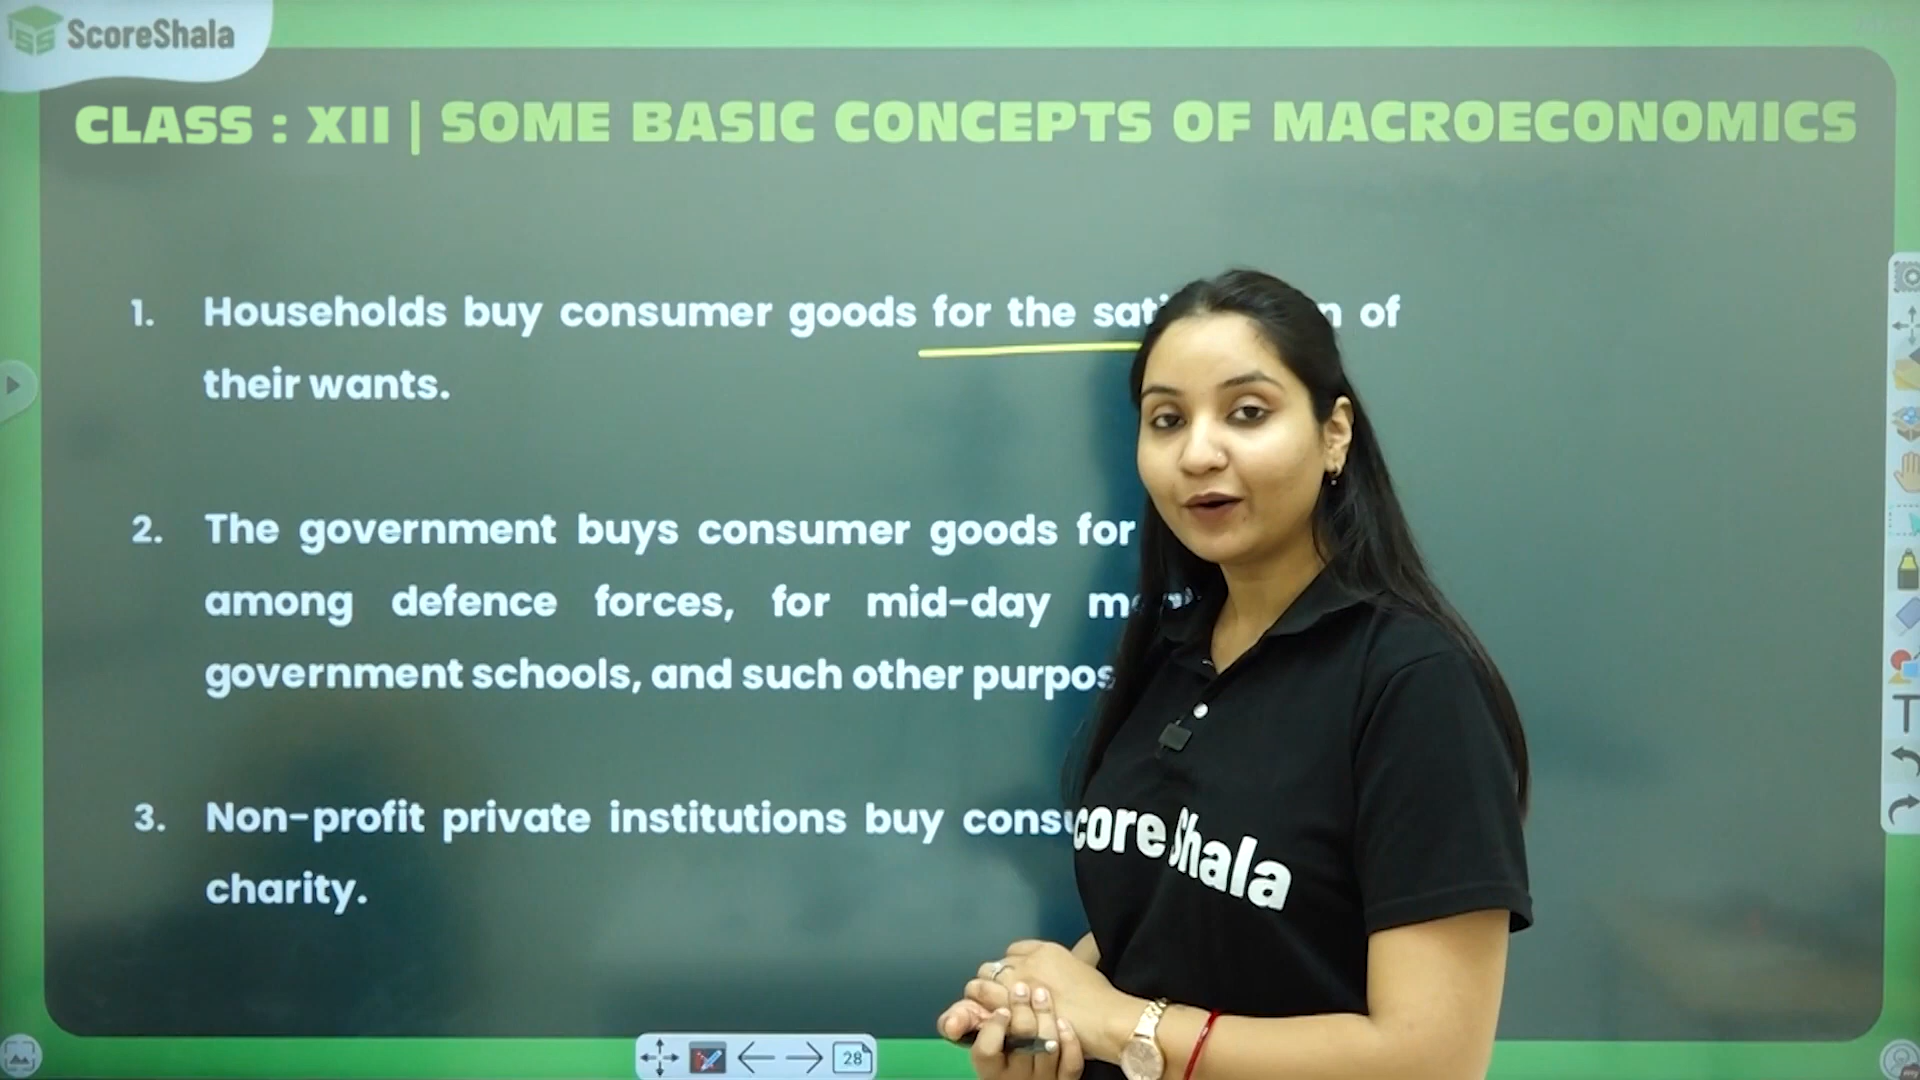 ScoreShala
CLASS : XII | SOME BASIC CONCEPTS OF MACROECONOMICS
1. Households buy consumer goods for the of
their wants.
2. The government buys consumer goods for
among defence forces, for mid-day
government schools, and such other
3. Non-profit private institutions buy
charity.
core Shala
28